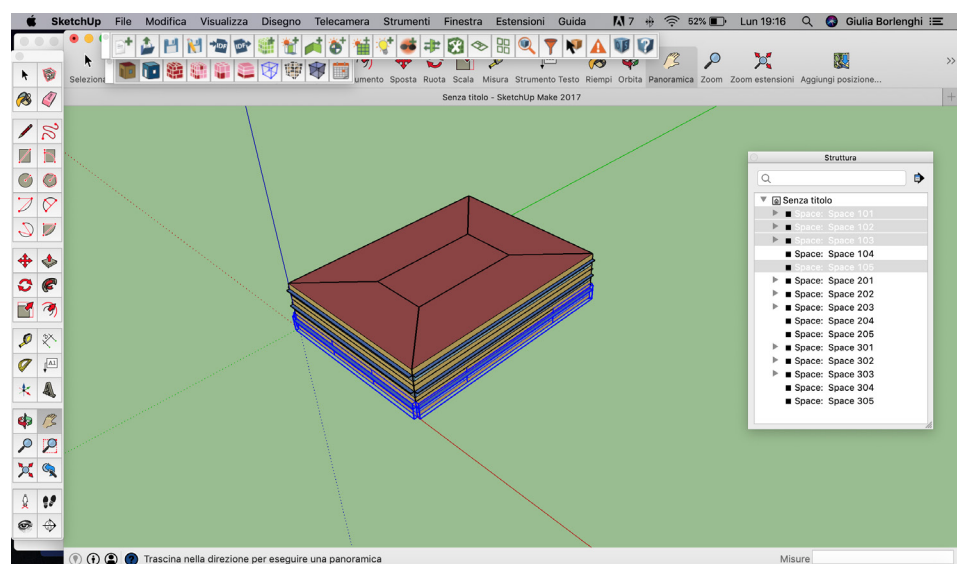 SketchUp File Modifica Visualizza Disegno Telecamera Strumenti Finestra Estensioni Guida 7 52% Lun 19:16 Giulia Borlenghi
Seleziona umento Sposta Ruota Scala Misura Strumento Testo Riempi Orbita Panoramica Zoom Zoom estensioni Aggiungi posizione...
Senza titolo - SketchUp Make 2017
Struttura
Senza titolo
Space: Space 101
Space: Space 102
Space: Space 103
Space: Space 104
Space: Space 105
Space: Space 201
Space: Space 202
Space: Space 203
Space: Space 204
Space: Space 205
Space: Space 301
Space: Space 302
Space: Space 303
Space: Space 304
Space: Space 305
Trascina nella direzione per eseguire una panoramica
Misure